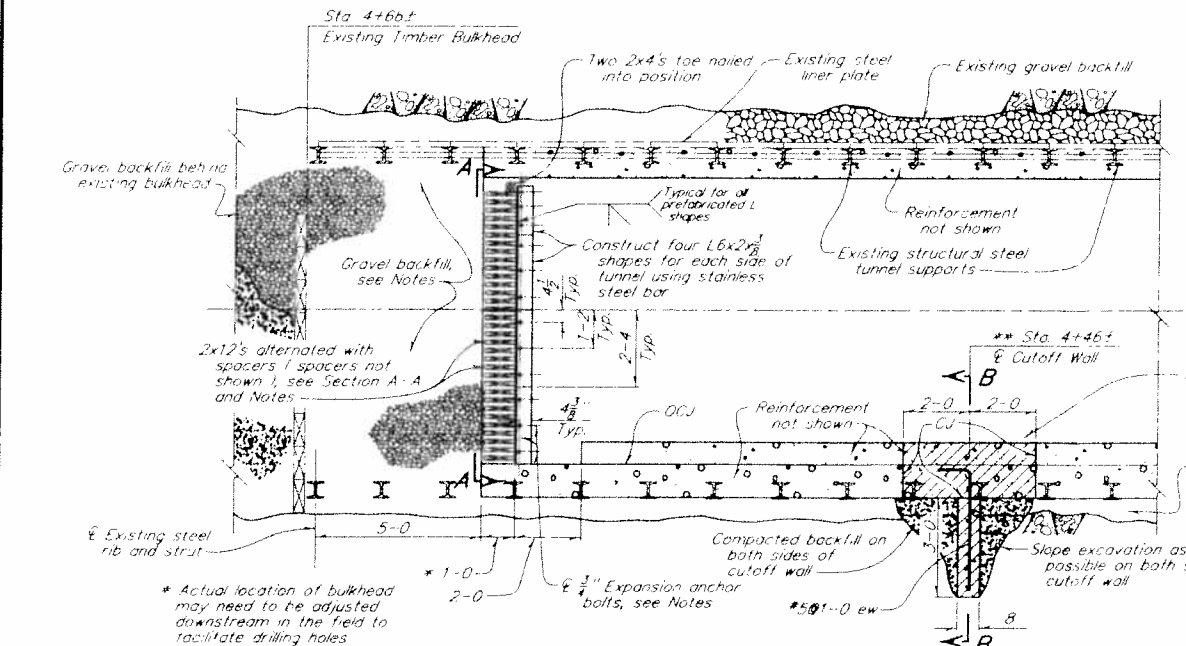 Sta. 4+66±
Existing Timber Bulkhead
Two 2x4's toe nailed
into position
Existing steel
liner plate
Existing gravel backfill
Gravel backfill behind
existing bulkhead
A
Typical for all
prefabricated L
shapes
Reinforcement
not shown
Construct four L6x2x3/8
shapes for each side of
tunnel using stainless
steel bar
Existing structural steel
tunnel supports
Gravel backfill,
see Notes
4 1/2
Typ.
1-2
Typ.
2-4
Typ.
** Sta. 4+46±
℄ Cutoff Wall
2x12's alternated with
spacers ( spacers not
shown ), see Section A-A
and Notes
B
2-0
2-0
Typ.
OCJ
Reinforcement
not shown
CJ
A
5-0
℄ Existing steel
rib and strut
* 1-0
2-0
℄ 3/4" Expansion anchor
bolts, see Notes
Compacted backfill on
both sides of
cutoff wall
3-0
Slope excavation as
possible on both s
cutoff wall
1-0 ew
8
B
* Actual location of bulkhead
may need to be adjusted
downstream in the field to
facilitate drilling holes